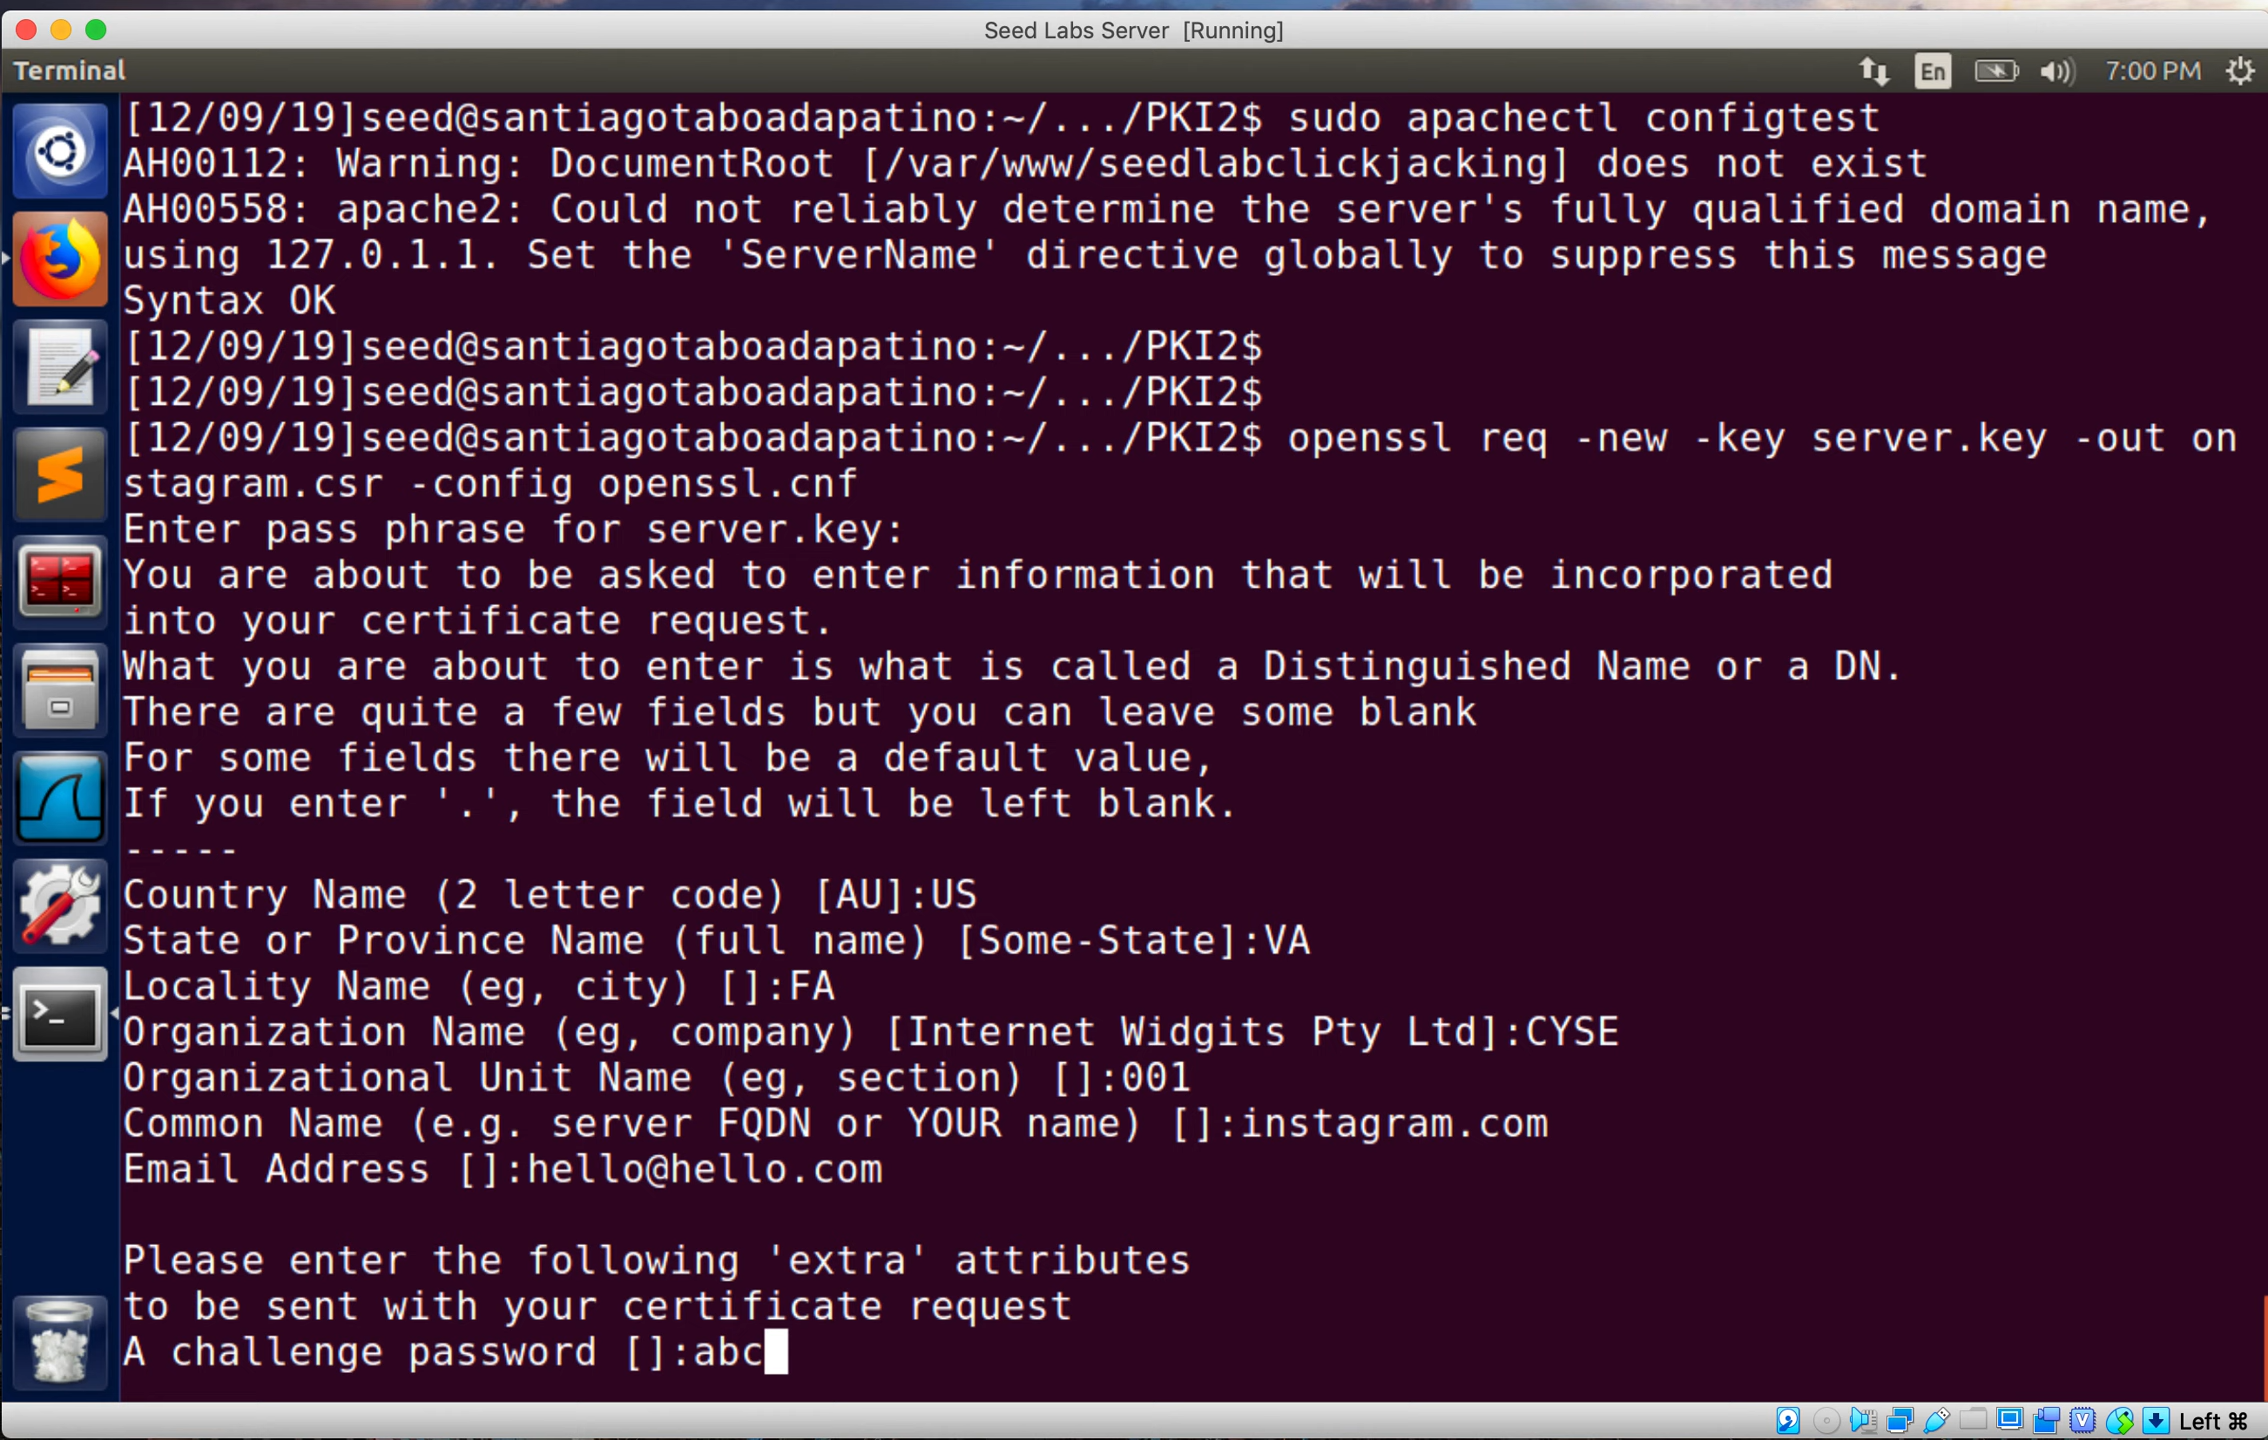 Seed Labs Server [Running]
Terminal
En
7:00 PM
[12/09/19]seed@santiagotaboadapatino:~/.../PKI2$ sudo apachectl configtest
AH00112: Warning: DocumentRoot [/var/www/seedlabclickjacking] does not exist
AH00558: apache2: Could not reliably determine the server's fully qualified domain name,
using 127.0.1.1. Set the 'ServerName' directive globally to suppress this message
Syntax OK
[12/09/19]seed@santiagotaboadapatino:~/.../PKI2$
[12/09/19]seed@santiagotaboadapatino:~/.../PKI2$
[12/09/19]seed@santiagotaboadapatino:~/.../PKI2$ openssl req -new -key server.key -out on
stagram.csr -config openssl.cnf
Enter pass phrase for server.key:
You are about to be asked to enter information that will be incorporated
into your certificate request.
What you are about to enter is what is called a Distinguished Name or a DN.
There are quite a few fields but you can leave some blank
For some fields there will be a default value,
If you enter '.', the field will be left blank.
-----
Country Name (2 letter code) [AU]:US
State or Province Name (full name) [Some-State]:VA
Locality Name (eg, city) []:FA
Organization Name (eg, company) [Internet Widgits Pty Ltd]:CYSE
Organizational Unit Name (eg, section) []:001
Common Name (e.g. server FQDN or YOUR name) []:instagram.com
Email Address []:hello@hello.com
Please enter the following 'extra' attributes
to be sent with your certificate request
A challenge password []:abc
Left ⌘